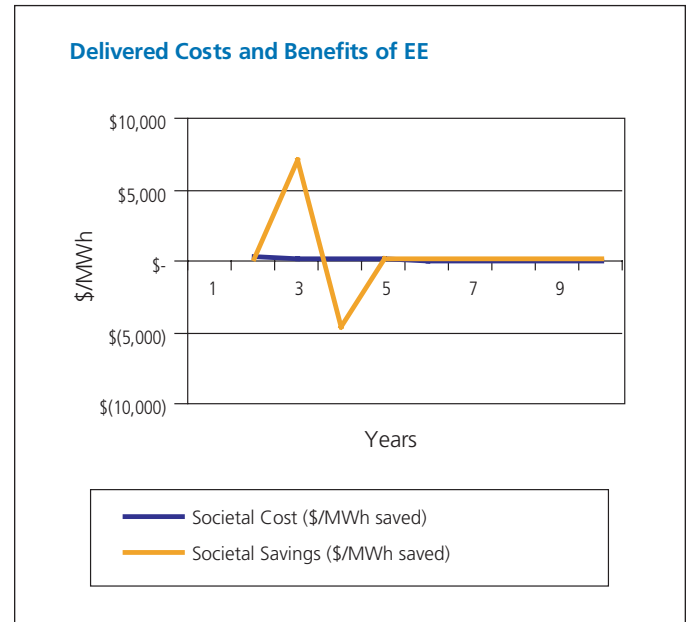 Delivered Costs and Benefits of EE
$10,000
$5,000
$-
$(5,000)
$(10,000)
$/MWh
1 3 5 7 9
Years
Societal Cost ($/MWh saved)
Societal Savings ($/MWh saved)